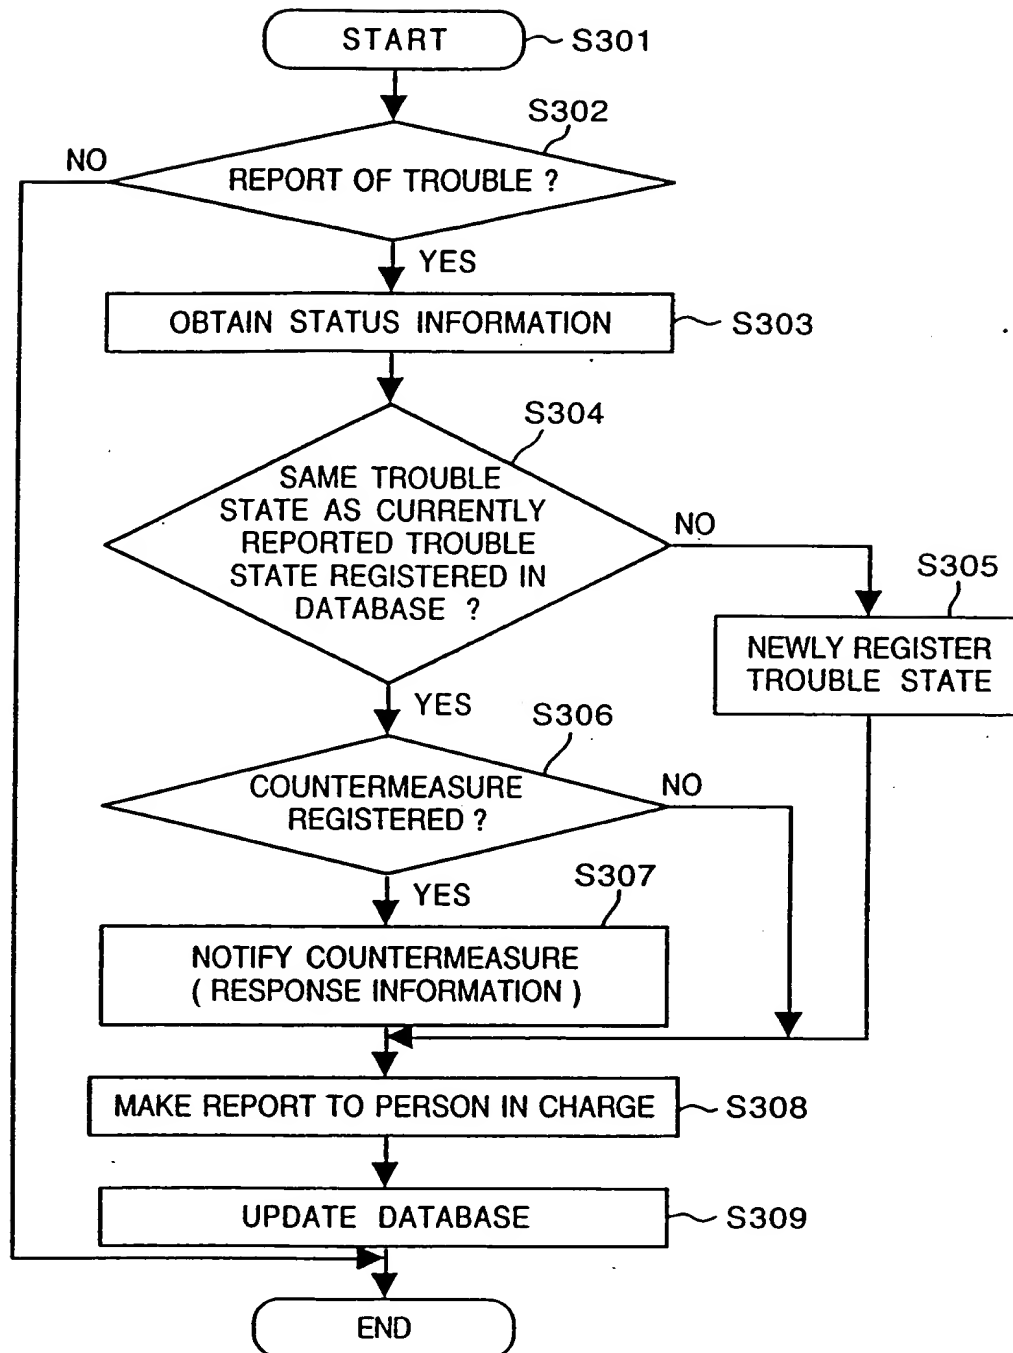 START
S301
S302
NO
REPORT OF TROUBLE ?
YES
OBTAIN STATUS INFORMATION
S303
S304
SAME TROUBLE
STATE AS CURRENTLY
REPORTED TROUBLE
STATE REGISTERED IN
DATABASE ?
NO
S305
NEWLY REGISTER
TROUBLE STATE
YES
S306
COUNTERMEASURE
REGISTERED ?
NO
YES
S307
NOTIFY COUNTERMEASURE
( RESPONSE INFORMATION )
MAKE REPORT TO PERSON IN CHARGE
S308
UPDATE DATABASE
S309
END